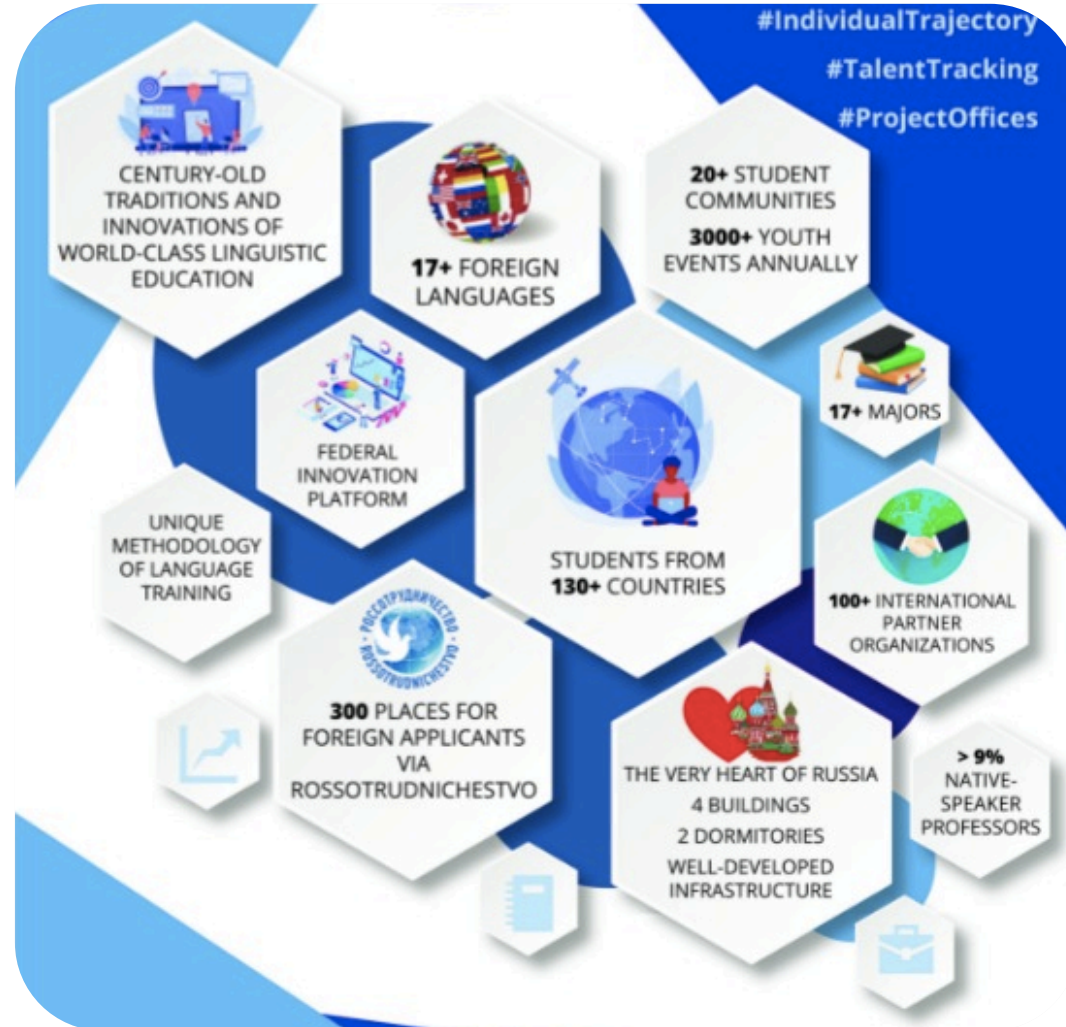 #IndividualTrajectory
#TalentTracking
#ProjectOffices
CENTURY-OLD
TRADITIONS AND
INNOVATIONS OF
WORLD-CLASS LINGUISTIC
EDUCATION
17+ FOREIGN
LANGUAGES
20+ STUDENT
COMMUNITIES
3000+ YOUTH
EVENTS ANNUALLY
FEDERAL
INNOVATION
PLATFORM
17+ MAJORS
STUDENTS FROM
130+ COUNTRIES
UNIQUE
METHODOLOGY
OF LANGUAGE
TRAINING
100+ INTERNATIONAL
PARTNER
ORGANIZATIONS
РОССОТРУДНИЧЕСТВО
ROSSOTRUDNICHESTVO
300 PLACES FOR
FOREIGN APPLICANTS
VIA
ROSSOTRUDNICHESTVO
THE VERY HEART OF RUSSIA
4 BUILDINGS
2 DORMITORIES
WELL-DEVELOPED
INFRASTRUCTURE
> 9%
NATIVE-
SPEAKER
PROFESSORS